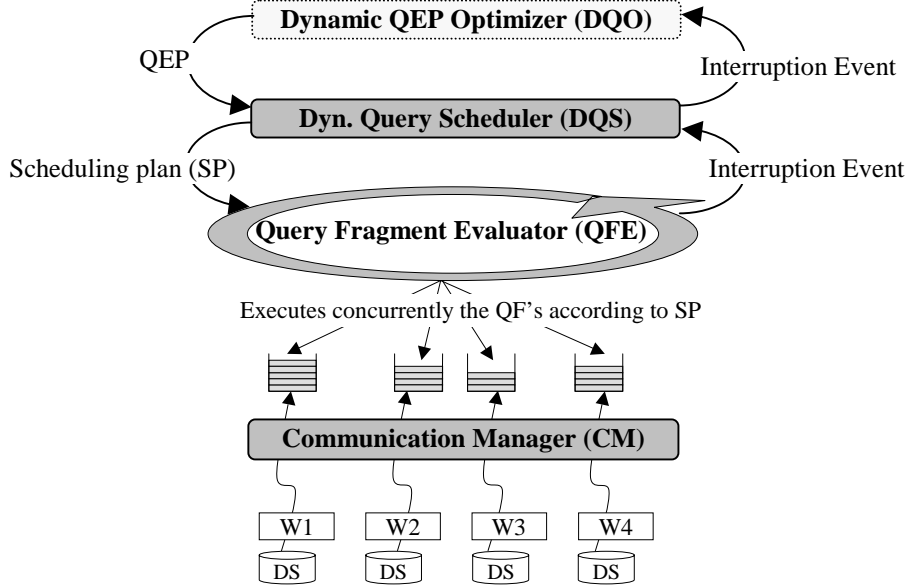 Dynamic QEP Optimizer (DQO)
QEP
Interruption Event
Dyn. Query Scheduler (DQS)
Scheduling plan (SP)
Interruption Event
Query Fragment Evaluator (QFE)
Executes concurrently the QF's according to SP
Communication Manager (CM)
W1
W2
W3
W4
DS
DS
DS
DS